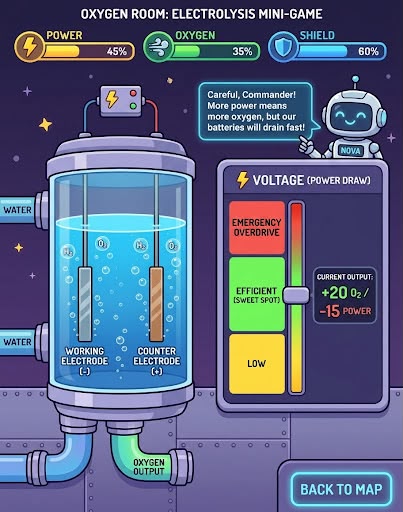 OXYGEN ROOM: ELECTROLYSIS MINI-GAME
POWER
45%
OXYGEN
35%
SHIELD
60%
Careful, Commander!
More power means
more oxygen, but our
batteries will drain fast!
NOVA
VOLTAGE (POWER DRAW)
WATER
WATER
H₂
O₂
H₂
O₂
EMERGENCY
OVERDRIVE
EFFICIENT
(SWEET SPOT)
LOW
CURRENT OUTPUT:
+20 O₂ /
-15 POWER
WORKING
ELECTRODE
(-)
COUNTER
ELECTRODE
(+)
OXYGEN
OUTPUT
BACK TO MAP